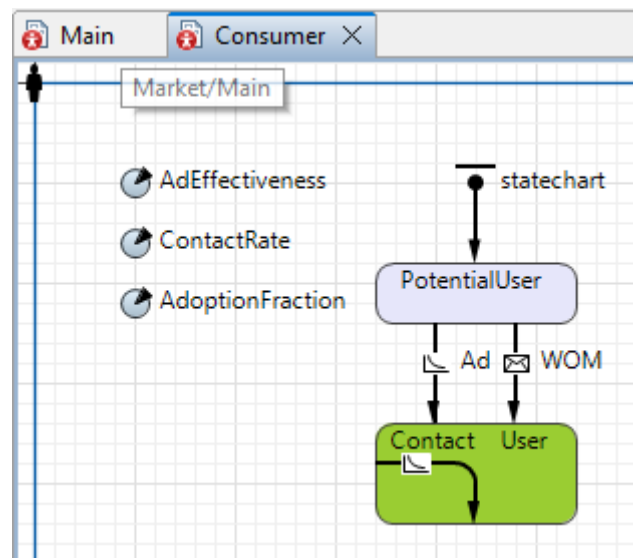 Main
Consumer
Market/Main
AdEffectiveness
statechart
ContactRate
PotentialUser
AdoptionFraction
Ad
WOM
Contact
User